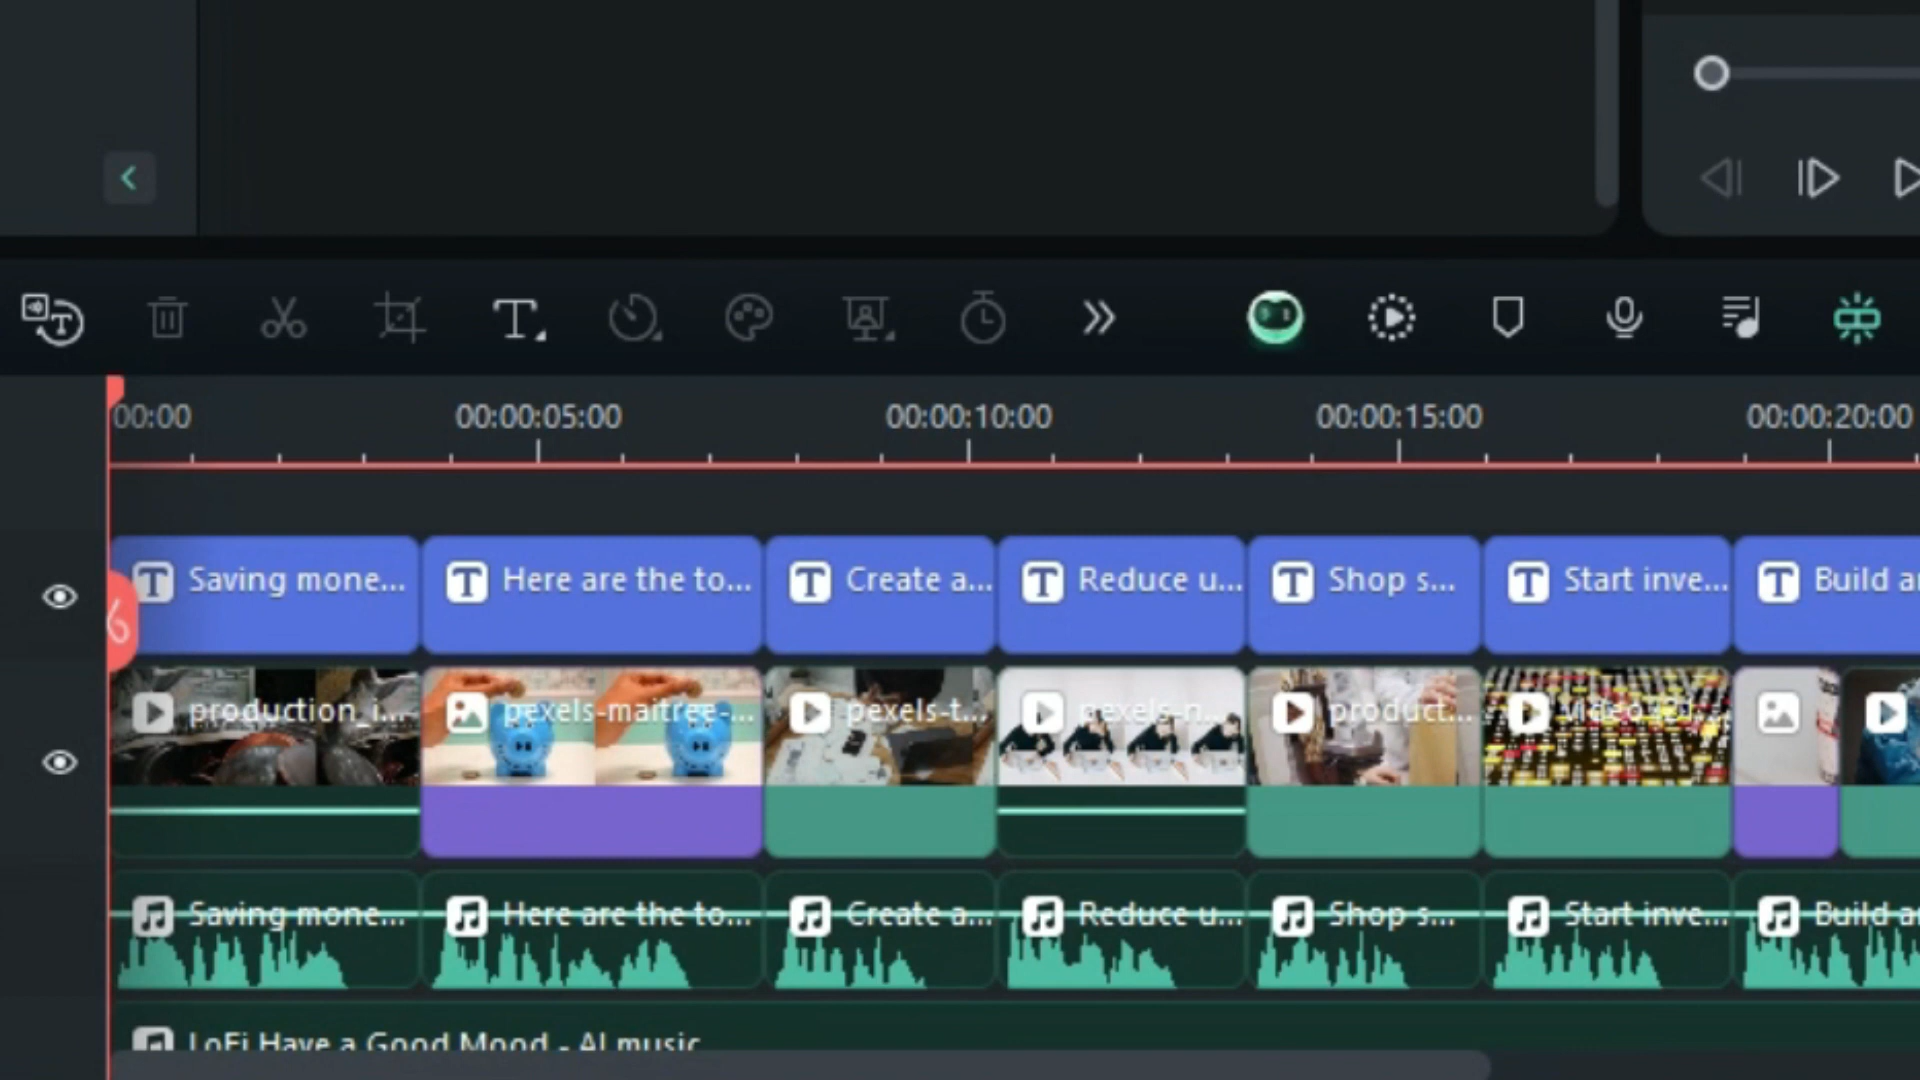 00:00 00:00:05:00 00:00:10:00 00:00:15:00 00:00:20:00
Saving mone... Here are the to... Create a... Reduce u... Shop s... Start inve... Build a
production_i... pexels-maitree-... pexels-t... pexels-n... product...
Saving mone... Here are the to... Create a... Reduce u... Shop s... Start inve... Build a
LoFi Have a Good Mood - AI music